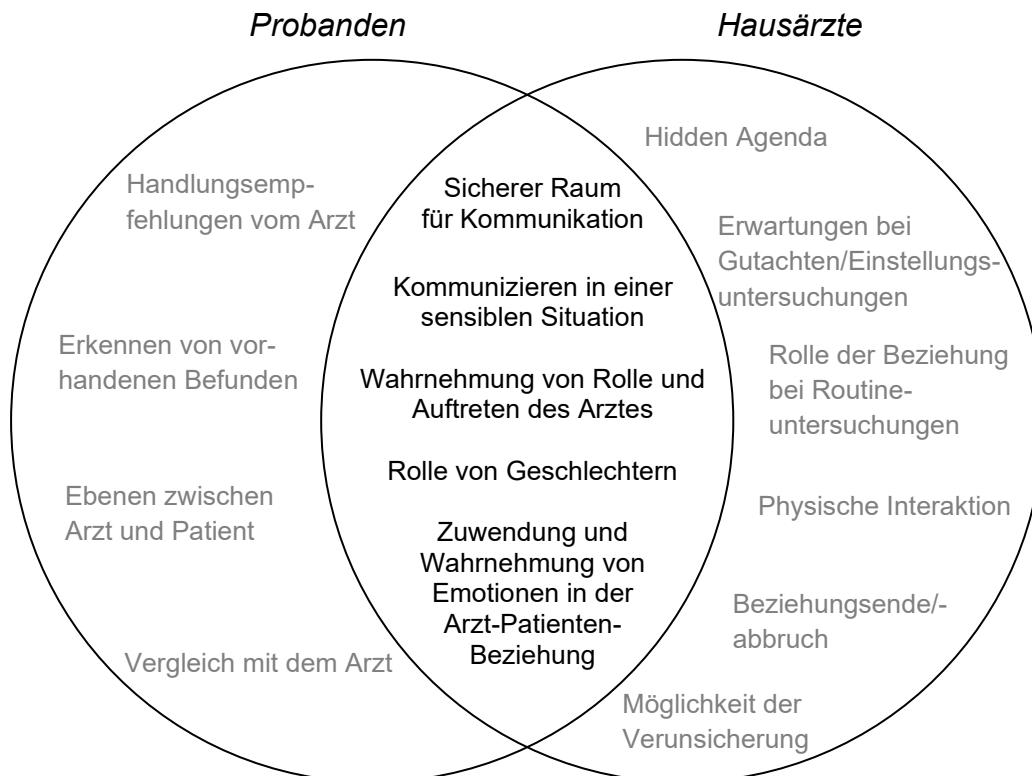 Probanden
Hausärzte
Handlungsemp-
fehlungen vom Arzt
Erkennen von vor-
handenen Befunden
Ebenen zwischen
Arzt und Patient
Vergleich mit dem Arzt
Sicherer Raum
für Kommunikation
Kommunizieren in einer
sensiblen Situation
Wahrnehmung von Rolle und
Auftreten des Arztes
Rolle von Geschlechtern
Zuwendung und
Wahrnehmung von
Emotionen in der
Arzt-Patienten-
Beziehung
Hidden Agenda
Erwartungen bei
Gutachten/Einstellungs-
untersuchungen
Rolle der Beziehung
bei Routine-
untersuchungen
Physische Interaktion
Beziehungsende/-
abbruch
Möglichkeit der
Verunsicherung